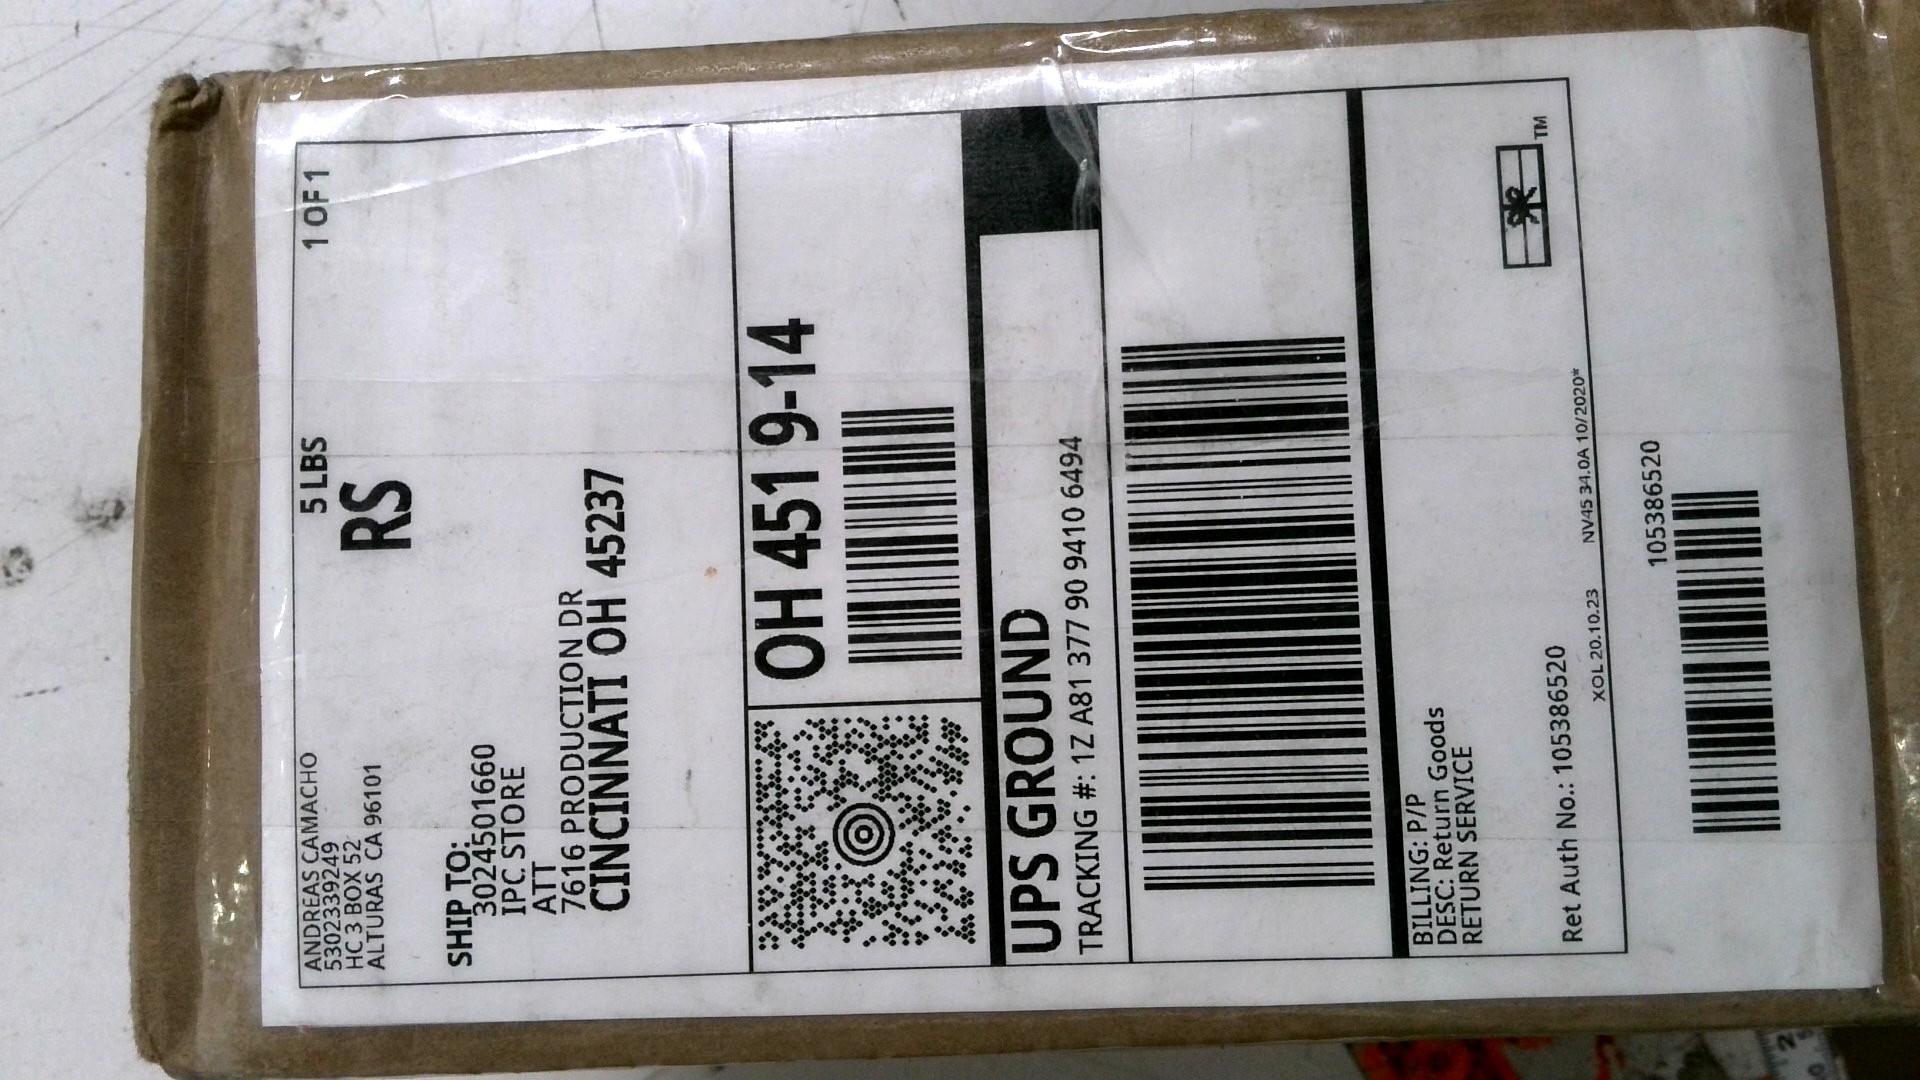 ANDREAS CAMACHO
5302339249
HC 3 BOX 52
ALTURAS CA 96101
5 LBS
1 OF 1
RS
SHIP TO:
3024501660
IPC STORE
ATT
7616 PRODUCTION DR
CINCINNATI OH 45237
OH 451 9-14
UPS GROUND
TRACKING #: 1Z A81 377 90 9410 6494
BILLING: P/P
DESC: Return Goods
RETURN SERVICE
Ret Auth No.: 105386520
TM
XOL 20.10.23
NV45 34.0A 10/2020*
105386520